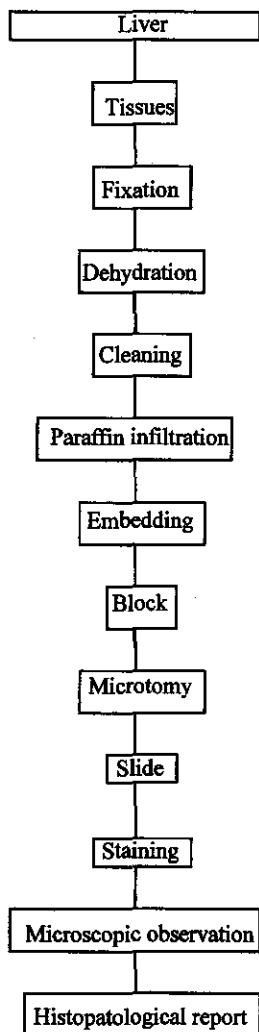 Liver
Tissues
Fixation
Dehydration
Cleaning
Paraffin infiltration
Embedding
Block
Microtomy
Slide
Staining
Microscopic observation
Histopatological report